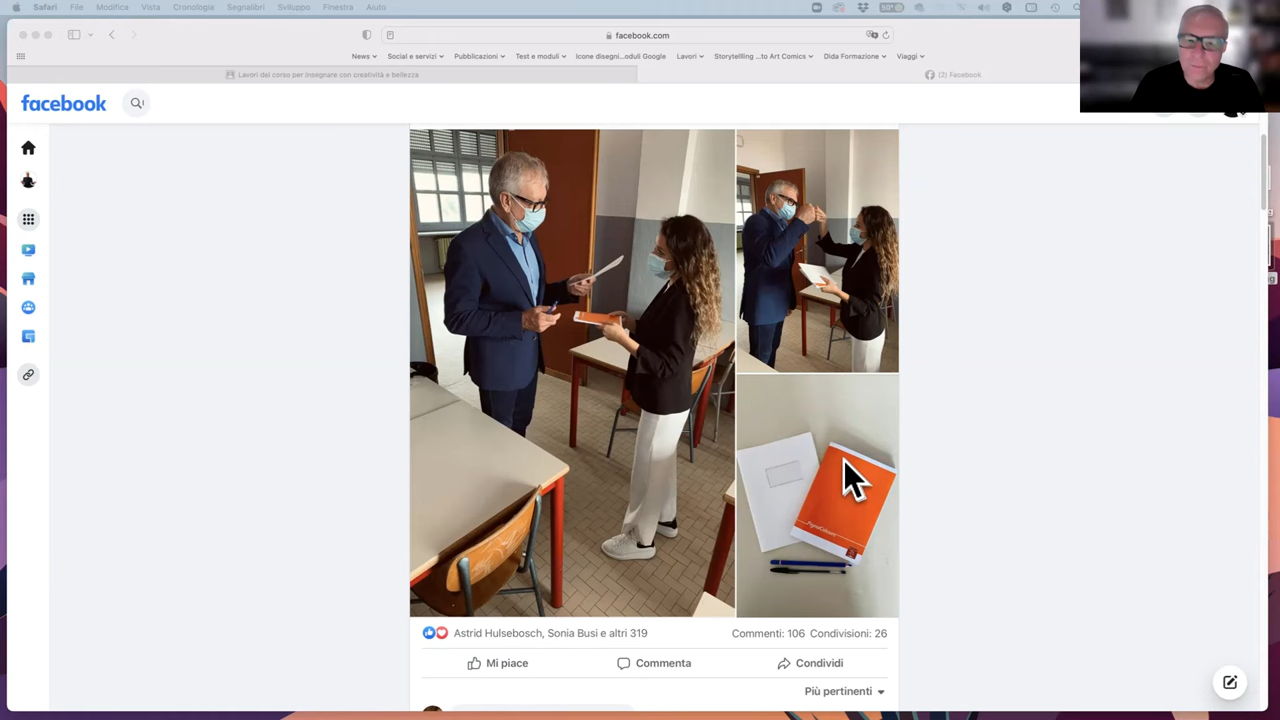 Safari File Modifica Vista Cronologia Segnalibri Sviluppo Finestra Aiuto
facebook.com
News Social e servizi Pubblicazioni Test e moduli Icone disegni...oduli Google Lavori Storytelling ...to Art Comics Dida Formazione Viaggi
Lavori del corso per insegnare con creatività e bellezza
(2) Facebook
facebook
PigmaColours
Astrid Hulsebosch, Sonia Busi e altri 319
Commenti: 106 Condivisioni: 26
Mi piace
Commenta
Condividi
Più pertinenti